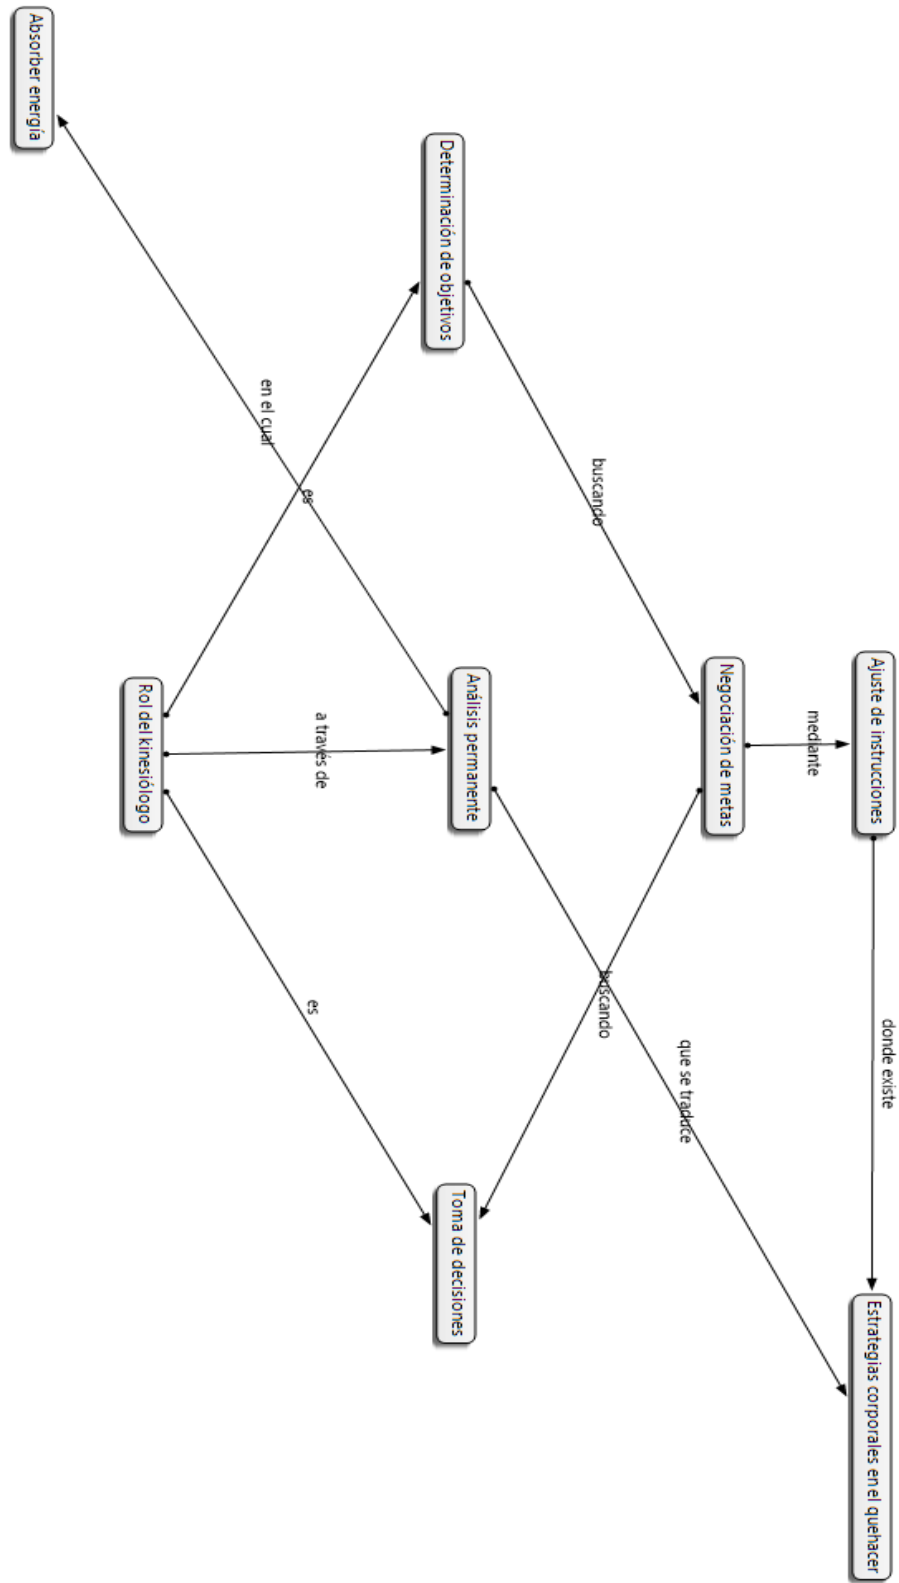 Ajuste de instrucciones
donde existe
Estrategias corporales en el quehacer
mediante
Negociación de metas
que se traduce
buscando
buscando
Determinación de objetivos
Análisis permanente
Toma de decisiones
es
a través de
es
en el cual
Rol del kinesiólogo
Absorber energía